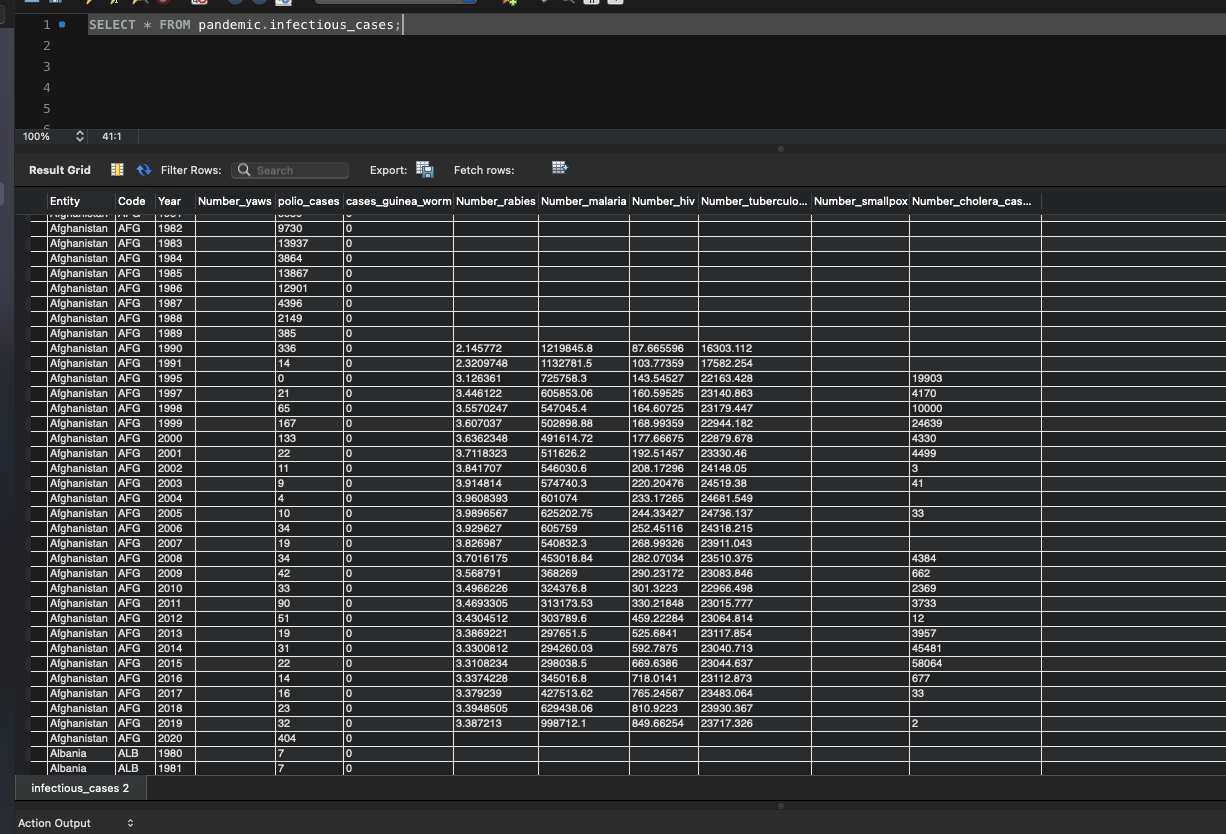 1 SELECT * FROM pandemic.infectious_cases;
2
3
4
5
100% 41:1
Result Grid Filter Rows: Search Export: Fetch rows:
Entity Code Year Number_yaws polio_cases cases_guinea_worm Number_rabies Number_malaria Number_hiv Number_tuberculo... Number_smallpox Number_cholera_cas...
Afghanistan AFG 1982 9730 0
Afghanistan AFG 1983 13937 0
Afghanistan AFG 1984 3864 0
Afghanistan AFG 1985 13867 0
Afghanistan AFG 1986 12901 0
Afghanistan AFG 1987 4396 0
Afghanistan AFG 1988 2149 0
Afghanistan AFG 1989 385 0
Afghanistan AFG 1990 336 0 2.145772 1219845.8 87.665596 16303.112
Afghanistan AFG 1991 14 0 2.3209748 1132781.5 103.77359 17582.254
Afghanistan AFG 1995 0 0 3.126361 725758.3 143.54527 22163.428 19903
Afghanistan AFG 1997 21 0 3.446122 605853.06 160.59525 23140.863 4170
Afghanistan AFG 1998 65 0 3.5570247 547045.4 164.60725 23179.447 10000
Afghanistan AFG 1999 167 0 3.607037 502898.88 168.99359 22944.182 24639
Afghanistan AFG 2000 133 0 3.6362348 491614.72 177.66675 22879.678 4330
Afghanistan AFG 2001 22 0 3.7118323 511626.2 192.51457 23330.46 4499
Afghanistan AFG 2002 11 0 3.841707 546030.6 208.17296 24148.05 3
Afghanistan AFG 2003 9 0 3.914814 574740.3 220.20476 24519.38 41
Afghanistan AFG 2004 4 0 3.9608393 601074 233.17265 24681.549
Afghanistan AFG 2005 10 0 3.9896567 625202.75 244.33427 24736.137 33
Afghanistan AFG 2006 34 0 3.929627 605759 252.45116 24318.215
Afghanistan AFG 2007 19 0 3.826987 540832.3 268.99326 23911.043
Afghanistan AFG 2008 34 0 3.7016175 453018.84 282.07034 23510.375 4384
Afghanistan AFG 2009 42 0 3.568791 368269 290.23172 23083.846 662
Afghanistan AFG 2010 33 0 3.4966226 324376.8 301.3223 22966.498 2369
Afghanistan AFG 2011 90 0 3.4693305 313173.53 330.21848 23015.777 3733
Afghanistan AFG 2012 51 0 3.4304512 303789.6 459.22284 23064.814 12
Afghanistan AFG 2013 19 0 3.3869221 297651.5 525.6841 23117.854 3957
Afghanistan AFG 2014 31 0 3.3300812 294260.03 592.7875 23040.713 45481
Afghanistan AFG 2015 22 0 3.3108234 298038.5 669.6386 23044.637 58064
Afghanistan AFG 2016 14 0 3.3374228 345016.8 718.0141 23112.873 677
Afghanistan AFG 2017 16 0 3.379239 427513.62 765.24567 23483.064 33
Afghanistan AFG 2018 23 0 3.3948505 629438.06 810.9223 23930.367
Afghanistan AFG 2019 32 0 3.387213 998712.1 849.66254 23717.326 2
Afghanistan AFG 2020 404 0
Albania ALB 1980 7 0
Albania ALB 1981 7 0
infectious_cases 2
Action Output